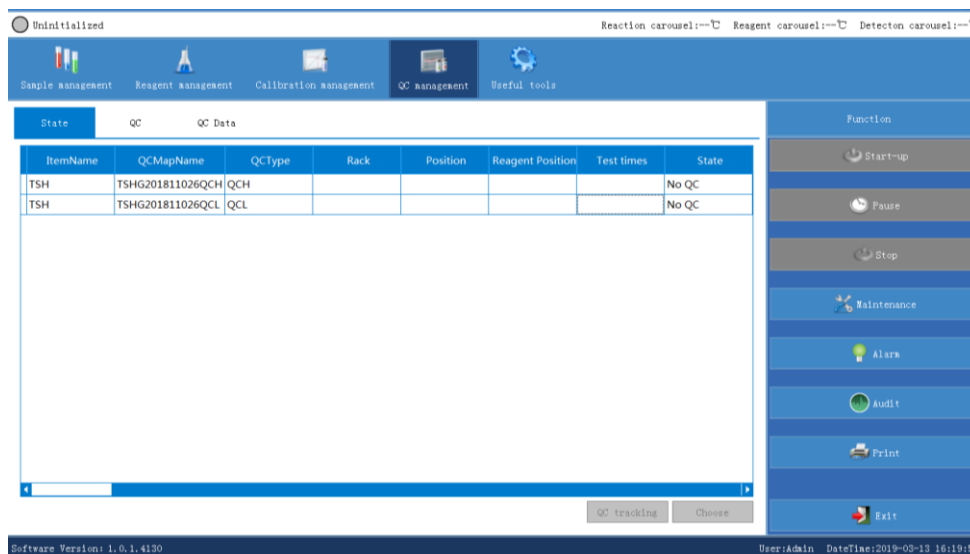 Uninitialized Reaction carousel:--℃ Reagent carousel:--℃ Detecton carousel:--
Sample management Reagent management Calibration management QC management Useful tools
State QC QC Data
Function
ItemName QCMapName QCType Rack Position Reagent Position Test times State
TSH TSHG201811026QCH QCH No QC
TSH TSHG201811026QCL QCL No QC
Start-up
Pause
Stop
Maintenance
Alarm
Audit
Print
QC tracking Choose
Exit
Software Version: 1.0.1.4130 User:Admin DateTime:2019-03-13 16:19: